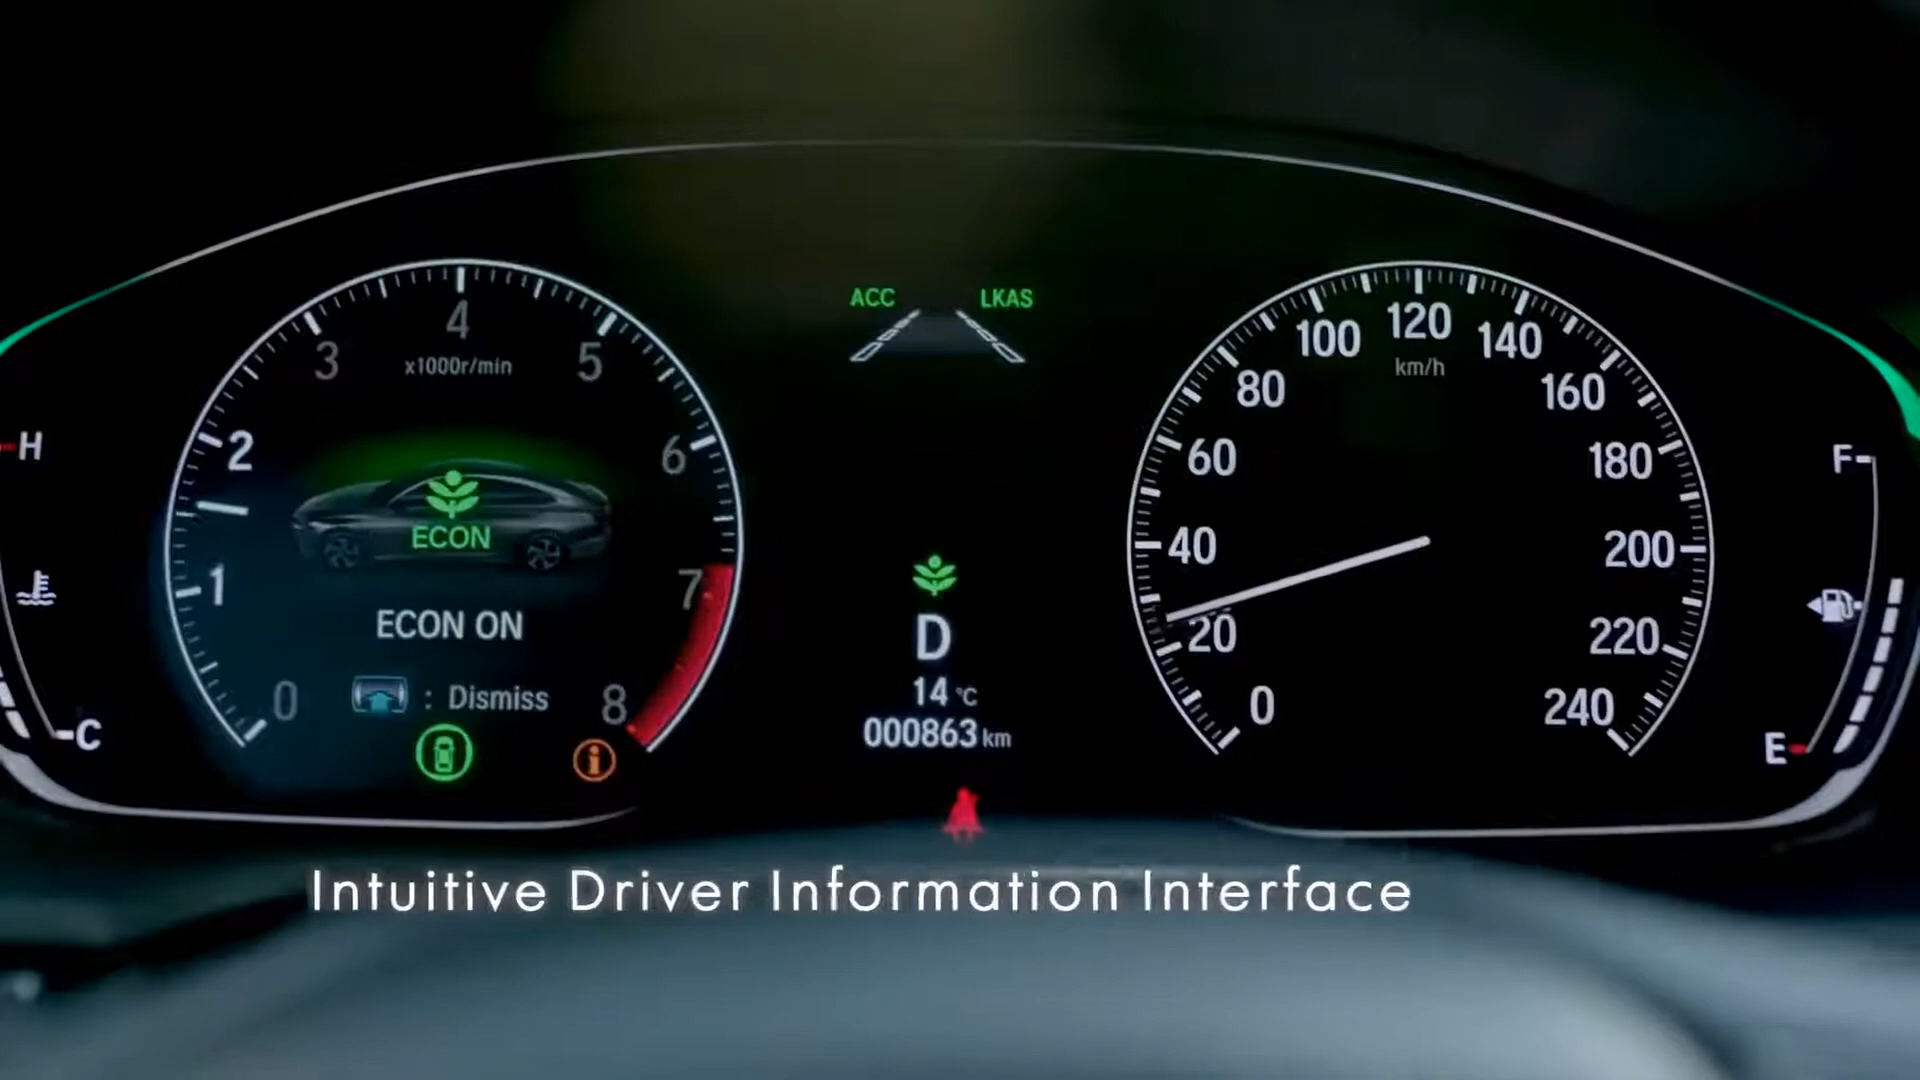 ACC LKAS
4
3 5
x1000r/min
2 6
1 7
0 8
ECON
ECON ON
: Dismiss
H
C
D
14 °C
000863 km
120
100 140
km/h
80 160
60 180
40 200
20 220
0 240
F
E
Intuitive Driver Information Interface